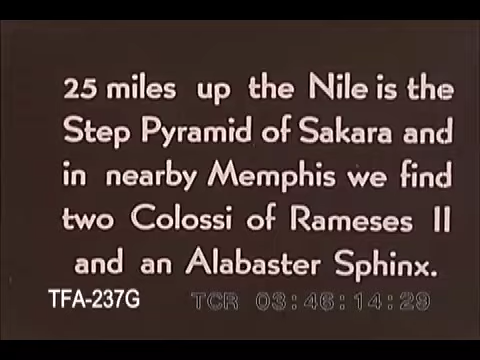 25 miles up the Nile is the
Step Pyramid of Sakara and
in nearby Memphis we find
two Colossi of Rameses II
and an Alabaster Sphinx.
TFA-237G TCR 03:46:14:29